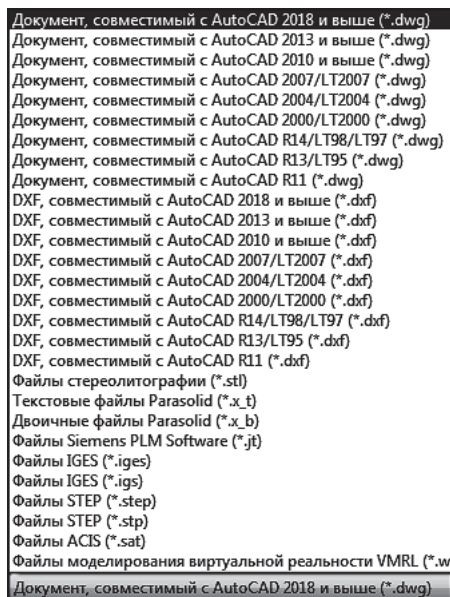 Документ, совместимый с AutoCAD 2018 и выше (*.dwg)
Документ, совместимый с AutoCAD 2013 и выше (*.dwg)
Документ, совместимый с AutoCAD 2010 и выше (*.dwg)
Документ, совместимый с AutoCAD 2007/LT2007 (*.dwg)
Документ, совместимый с AutoCAD 2004/LT2004 (*.dwg)
Документ, совместимый с AutoCAD 2000/LT2000 (*.dwg)
Документ, совместимый с AutoCAD R14/LT98/LT97 (*.dwg)
Документ, совместимый с AutoCAD R13/LT95 (*.dwg)
Документ, совместимый с AutoCAD R11 (*.dwg)
DXF, совместимый с AutoCAD 2018 и выше (*.dxf)
DXF, совместимый с AutoCAD 2013 и выше (*.dxf)
DXF, совместимый с AutoCAD 2010 и выше (*.dxf)
DXF, совместимый с AutoCAD 2007/LT2007 (*.dxf)
DXF, совместимый с AutoCAD 2004/LT2004 (*.dxf)
DXF, совместимый с AutoCAD 2000/LT2000 (*.dxf)
DXF, совместимый с AutoCAD R14/LT98/LT97 (*.dxf)
DXF, совместимый с AutoCAD R13/LT95 (*.dxf)
DXF, совместимый с AutoCAD R11 (*.dxf)
Файлы стереолитографии (*.stl)
Текстовые файлы Parasolid (*.x_t)
Двоичные файлы Parasolid (*.x_b)
Файлы Siemens PLM Software (*.jt)
Файлы IGES (*.iges)
Файлы IGES (*.igs)
Файлы STEP (*.step)
Файлы STEP (*.stp)
Файлы ACIS (*.sat)
Файлы моделирования виртуальной реальности VMRL (*.w
Документ, совместимый с AutoCAD 2018 и выше (*.dwg)